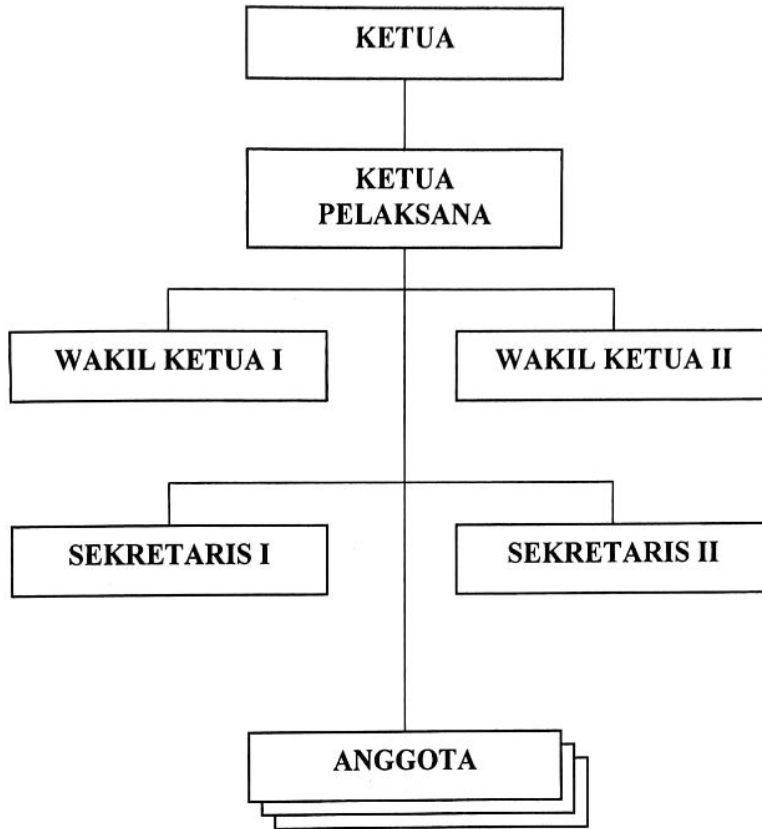 KETUA
KETUA
PELAKSANA
WAKIL KETUA I
WAKIL KETUA II
SEKRETARIS I
SEKRETARIS II
ANGGOTA